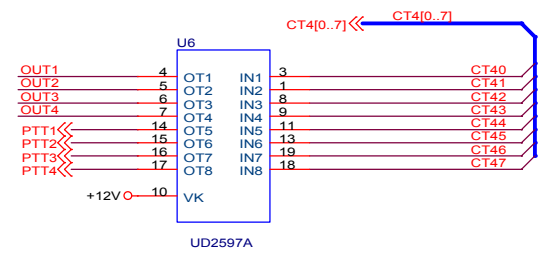 CT4[0..7] CT4[0..7]
U6
OUT1 4 OT1 IN1 3 CT40
OUT2 5 OT2 IN2 1 CT41
OUT3 6 OT3 IN3 8 CT42
OUT4 7 OT4 IN4 9 CT43
PTT1 14 OT5 IN5 11 CT44
PTT2 15 OT6 IN6 13 CT45
PTT3 16 OT7 IN7 19 CT46
PTT4 17 OT8 IN8 18 CT47
+12V 10 VK
UD2597A